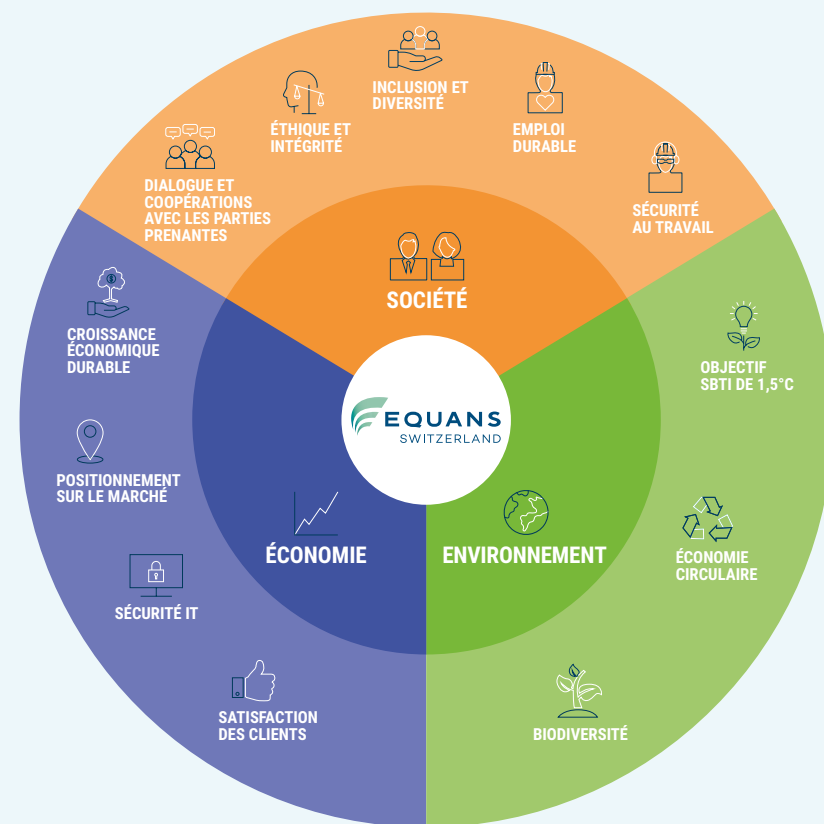 INCLUSION ET
DIVERSITÉ
ÉTHIQUE ET
INTÉGRITÉ
EMPLOI
DURABLE
DIALOGUE ET
COOPÉRATIONS
AVEC LES PARTIES
PRENANTES
SÉCURITÉ
AU TRAVAIL
SOCIÉTÉ
CROISSANCE
ÉCONOMIQUE
DURABLE
OBJECTIF
SBTI DE 1,5°C
EQUANS
SWITZERLAND
POSITIONNEMENT
SUR LE MARCHÉ
ÉCONOMIE
ENVIRONNEMENT
ÉCONOMIE
CIRCULAIRE
SÉCURITÉ IT
SATISFACTION
DES CLIENTS
BIODIVERSITÉ